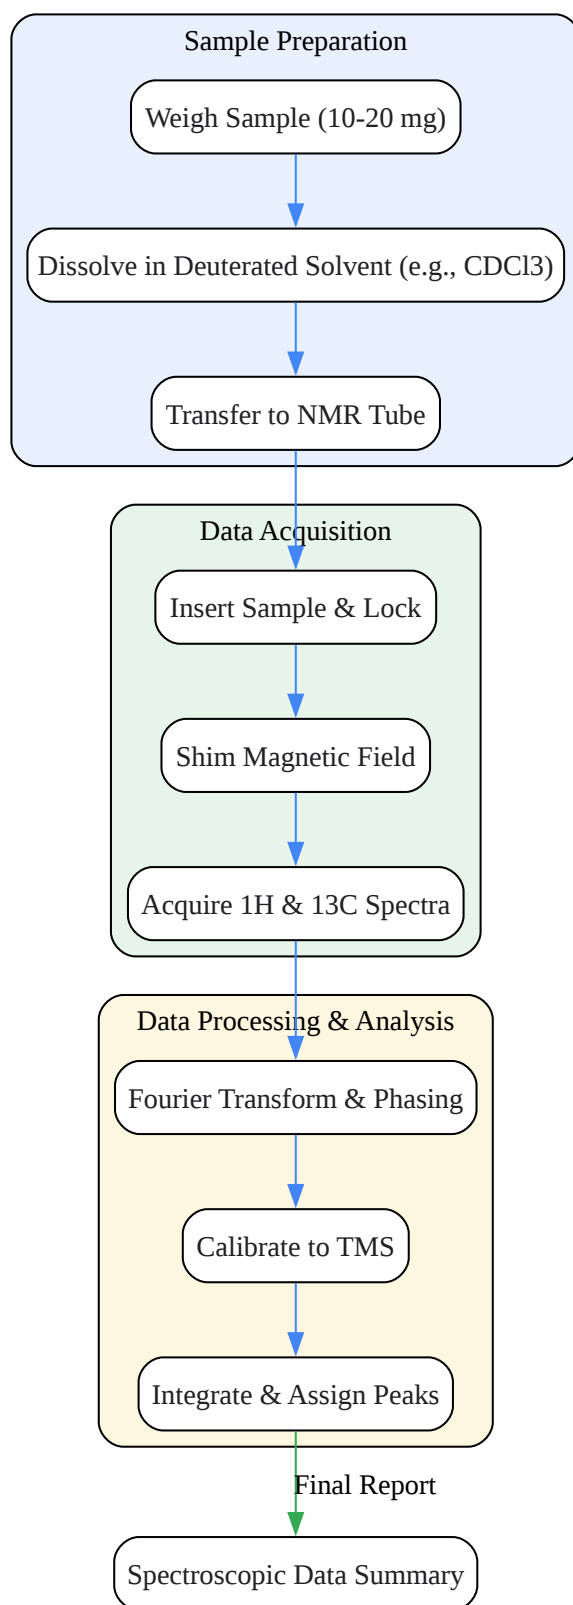 Sample Preparation
Weigh Sample (10-20 mg)
Dissolve in Deuterated Solvent (e.g., CDCl3)
Transfer to NMR Tube
Data Acquisition
Insert Sample & Lock
Shim Magnetic Field
Acquire 1H & 13C Spectra
Data Processing & Analysis
Fourier Transform & Phasing
Calibrate to TMS
Integrate & Assign Peaks
Final Report
Spectroscopic Data Summary